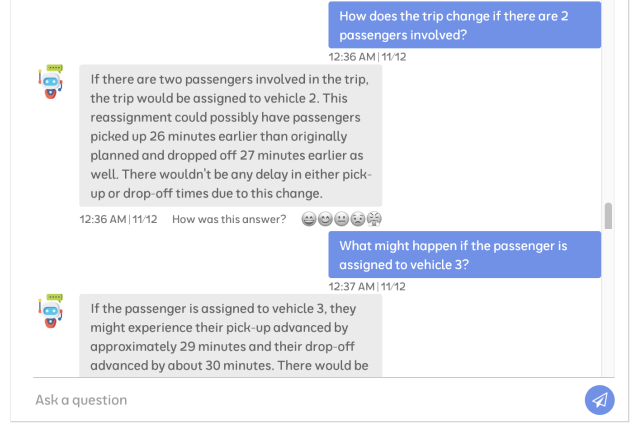 How does the trip change if there are 2
passengers involved?
12:36 AM | 11/12
If there are two passengers involved in the trip,
the trip would be assigned to vehicle 2. This
reassignment could possibly have passengers
picked up 26 minutes earlier than originally
planned and dropped off 27 minutes earlier as
well. There wouldn't be any delay in either pick-
up or drop-off times due to this change.
12:36 AM | 11/12 How was this answer?
What might happen if the passenger is
assigned to vehicle 3?
12:37 AM | 11/12
If the passenger is assigned to vehicle 3, they
might experience their pick-up advanced by
approximately 29 minutes and their drop-off
advanced by about 30 minutes. There would be
Ask a question